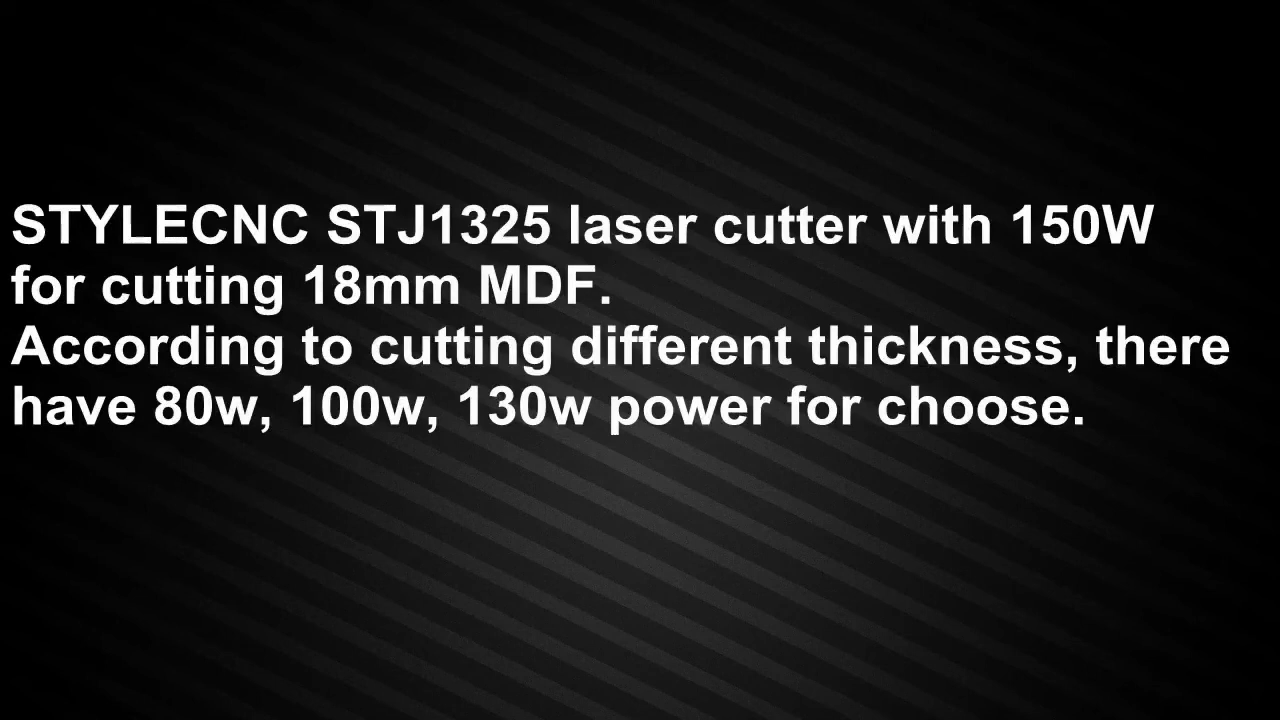 STYLECNC STJ1325 laser cutter with 150W
for cutting 18mm MDF.
According to cutting different thickness, there
have 80w, 100w, 130w power for choose.